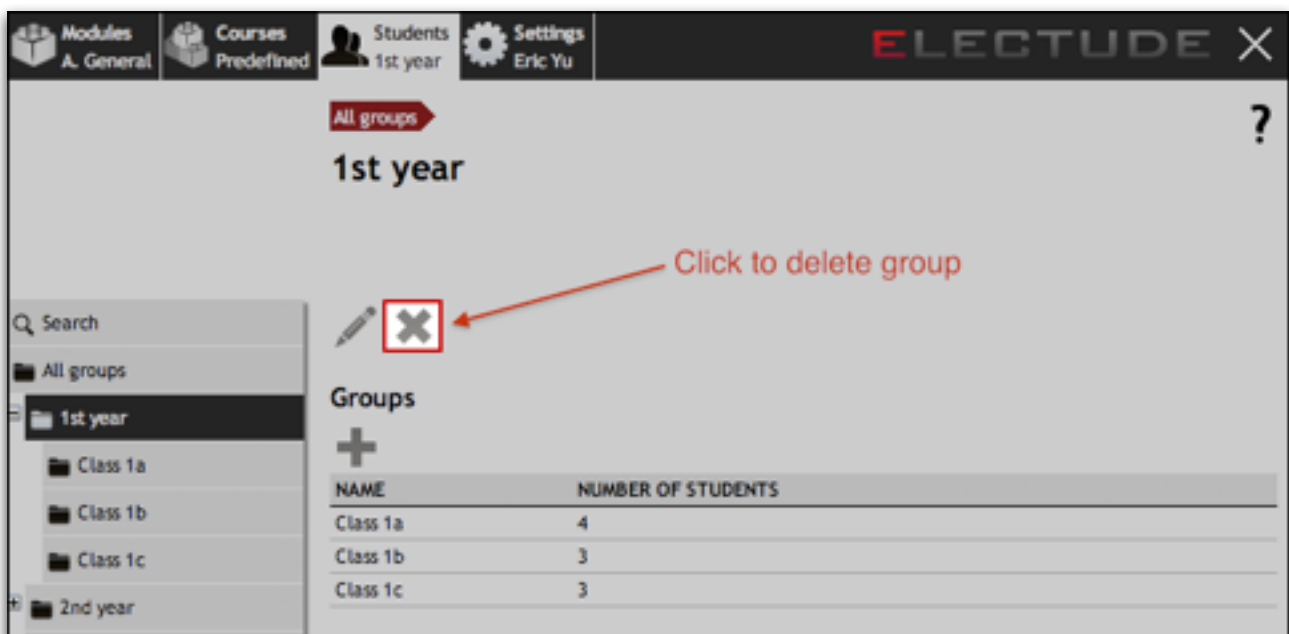 Modules
A. General
Courses
Predefined
Students
1st year
Settings
Eric Yu
ELECTUDE
All groups
?
1st year
Click to delete group
Search
All groups
1st year
Class 1a
Class 1b
Class 1c
2nd year
Groups
NAME NUMBER OF STUDENTS
Class 1a 4
Class 1b 3
Class 1c 3